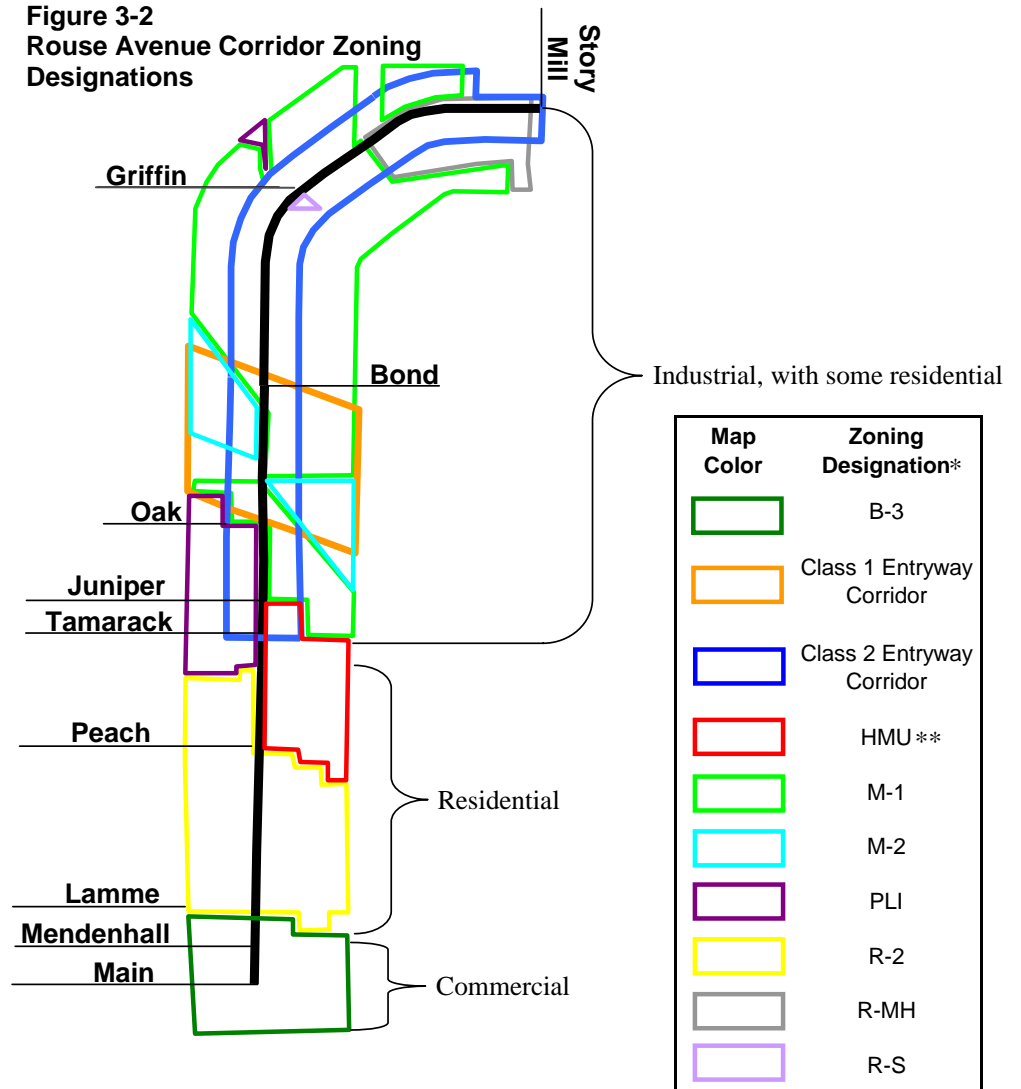 Figure 3-2
Rouse Avenue Corridor Zoning
Designations
Story
Mill
Griffin
Bond
Industrial, with some residential
Oak
Juniper
Tamarack
Peach
Residential
Lamme
Mendenhall
Main
Commercial
Map
Color
Zoning
Designation*
B-3
Class 1 Entryway
Corridor
Class 2 Entryway
Corridor
HMU**
M-1
M-2
PLI
R-2
R-MH
R-S